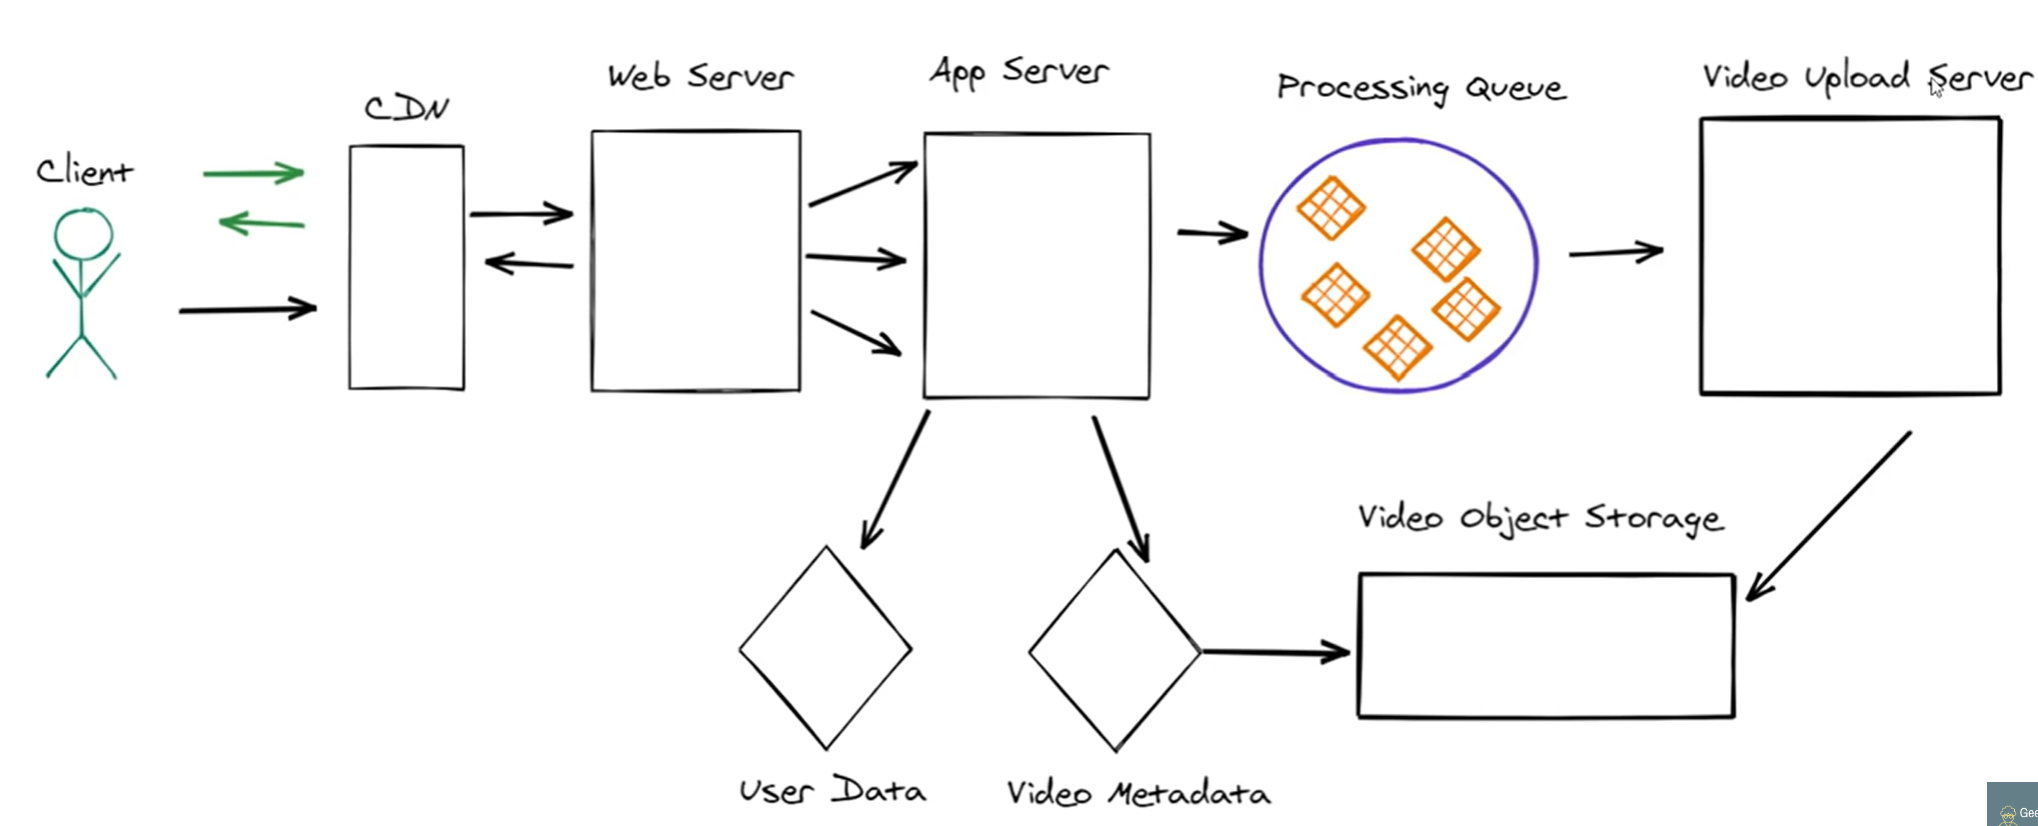 Client
CDN
Web Server
App Server
Processing Queue
Video Upload Server
Video Object Storage
User Data
Video Metadata
Gee